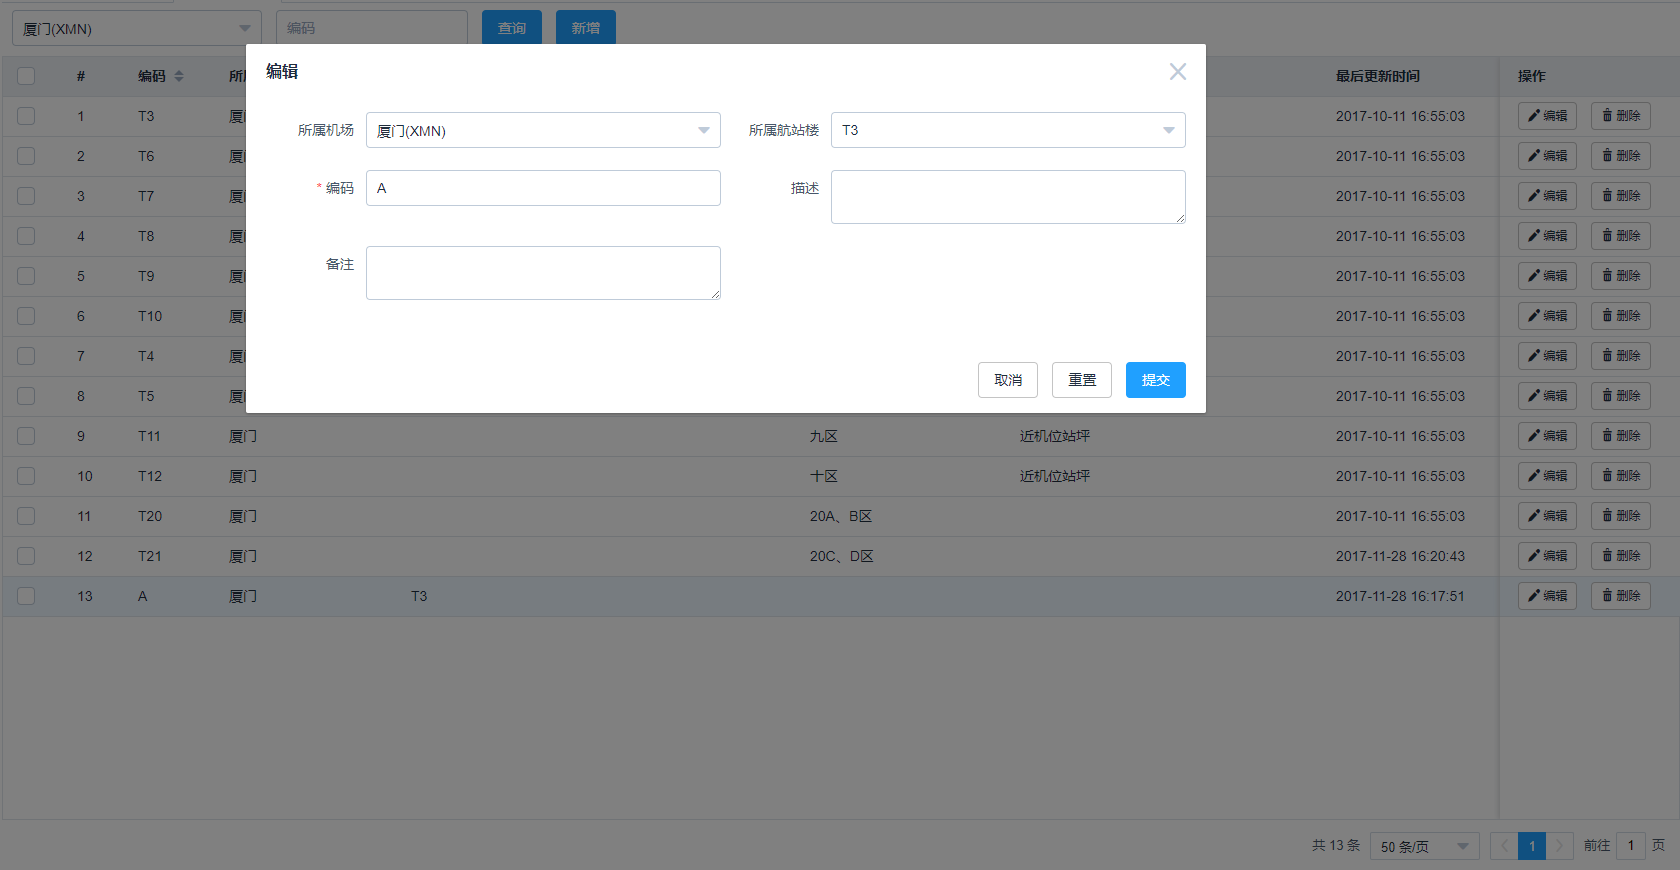 厦门(XMN) 编码 查询 新增
# 编码 所 最后更新时间 操作
编辑
所属机场 厦门(XMN) 所属航站楼 T3
* 编码 A 描述
备注
取消 重置 提交
1 T3 厦 2017-10-11 16:55:03 编辑 删除
2 T6 厦 2017-10-11 16:55:03 编辑 删除
3 T7 厦 2017-10-11 16:55:03 编辑 删除
4 T8 厦 2017-10-11 16:55:03 编辑 删除
5 T9 厦 2017-10-11 16:55:03 编辑 删除
6 T10 厦 2017-10-11 16:55:03 编辑 删除
7 T4 厦 2017-10-11 16:55:03 编辑 删除
8 T5 厦 2017-10-11 16:55:03 编辑 删除
9 T11 厦门 九区 近机位站坪 2017-10-11 16:55:03 编辑 删除
10 T12 厦门 十区 近机位站坪 2017-10-11 16:55:03 编辑 删除
11 T20 厦门 20A、B区 2017-10-11 16:55:03 编辑 删除
12 T21 厦门 20C、D区 2017-11-28 16:20:43 编辑 删除
13 A 厦门 T3 2017-11-28 16:17:51 编辑 删除
共 13 条 50 条/页 1 前往 1 页